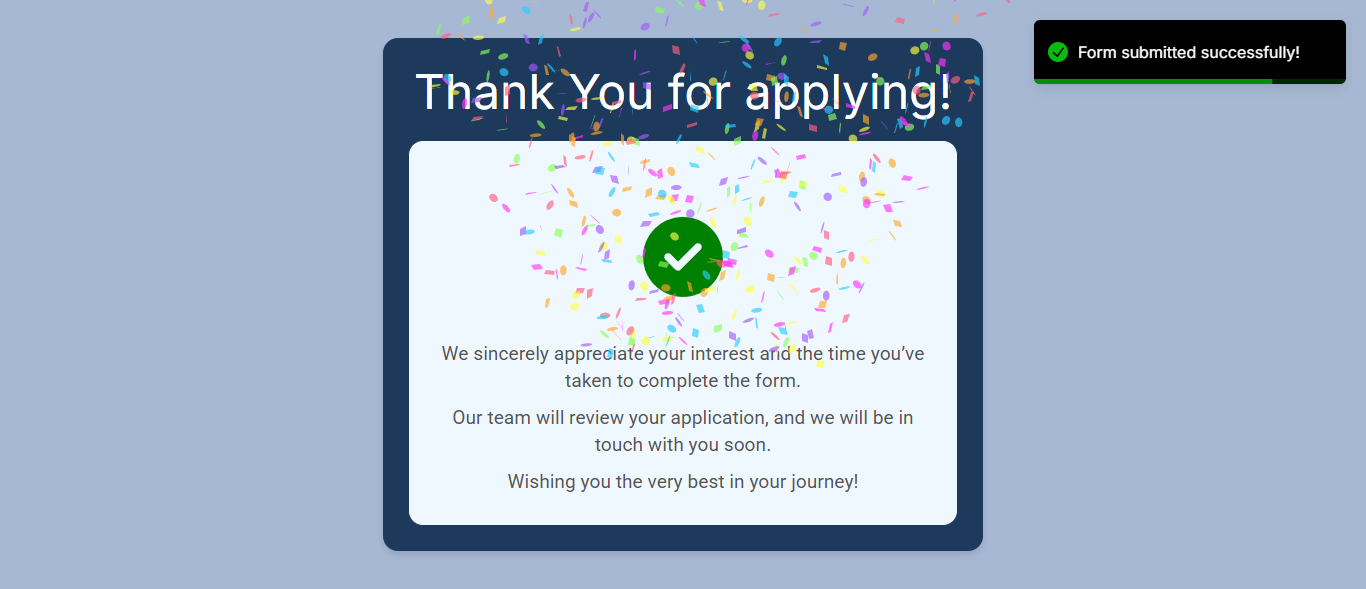 Form submitted successfully!
Thank You for applying!
We sincerely appreciate your interest and the time you’ve
taken to complete the form.
Our team will review your application, and we will be in
touch with you soon.
Wishing you the very best in your journey!